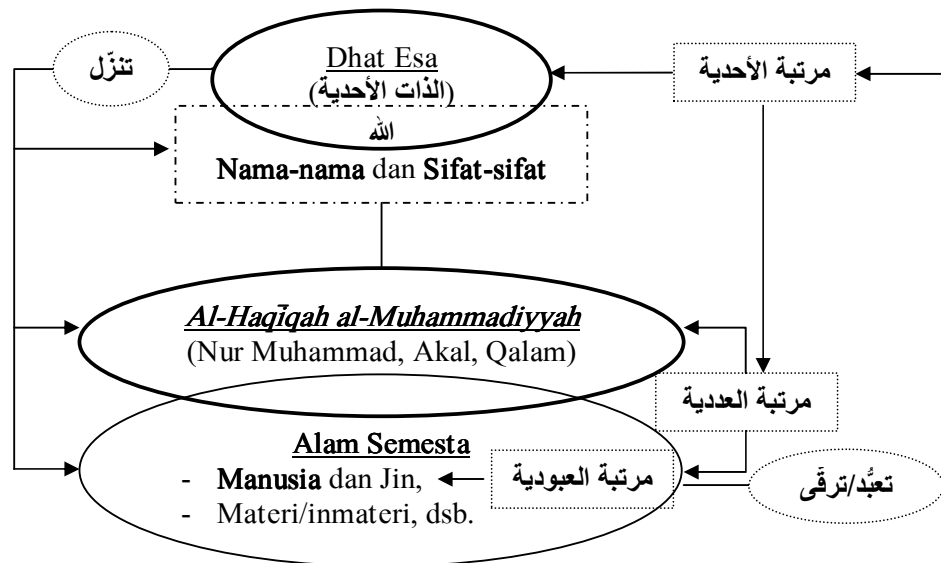 تنزّل
Dhat Esa
(الذات الأحدية)
مرتبة الأحدية
الله
Nama-nama dan Sifat-sifat
Al-Haqīqah al-Muhammadiyyah
(Nur Muhammad, Akal, Qalam)
مرتبة العددية
Alam Semesta
- Manusia dan Jin,
مرتبة العبودية
تعبُّد/ترقَّى
- Materi/inmateri, dsb.